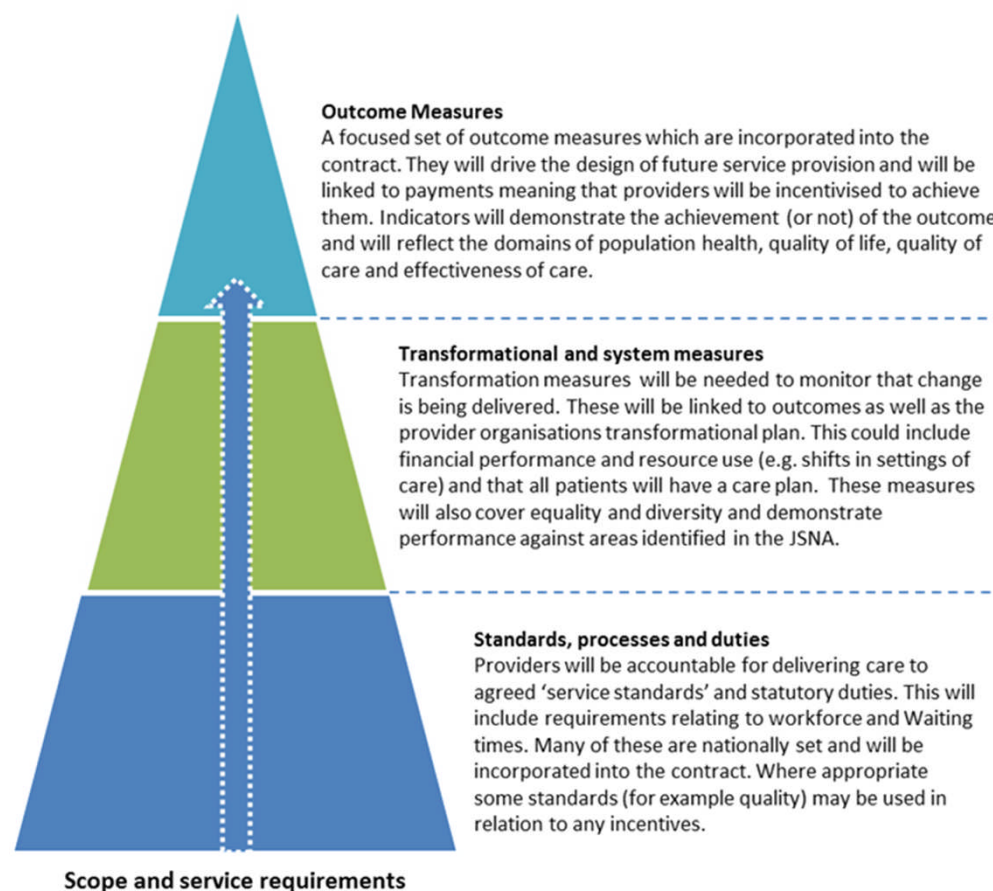 Outcome Measures
A focused set of outcome measures which are incorporated into the
contract. They will drive the design of future service provision and will be
linked to payments meaning that providers will be incentivised to achieve
them. Indicators will demonstrate the achievement (or not) of the outcome
and will reflect the domains of population health, quality of life, quality of
care and effectiveness of care.
Transformational and system measures
Transformation measures will be needed to monitor that change
is being delivered. These will be linked to outcomes as well as the
provider organisations transformational plan. This could include
financial performance and resource use (e.g. shifts in settings of
care) and that all patients will have a care plan. These measures
will also cover equality and diversity and demonstrate
performance against areas identified in the JSNA.
Standards, processes and duties
Providers will be accountable for delivering care to
agreed ‘service standards’ and statutory duties. This will
include requirements relating to workforce and Waiting
times. Many of these are nationally set and will be
incorporated into the contract. Where appropriate
some standards (for example quality) may be used in
relation to any incentives.
Scope and service requirements